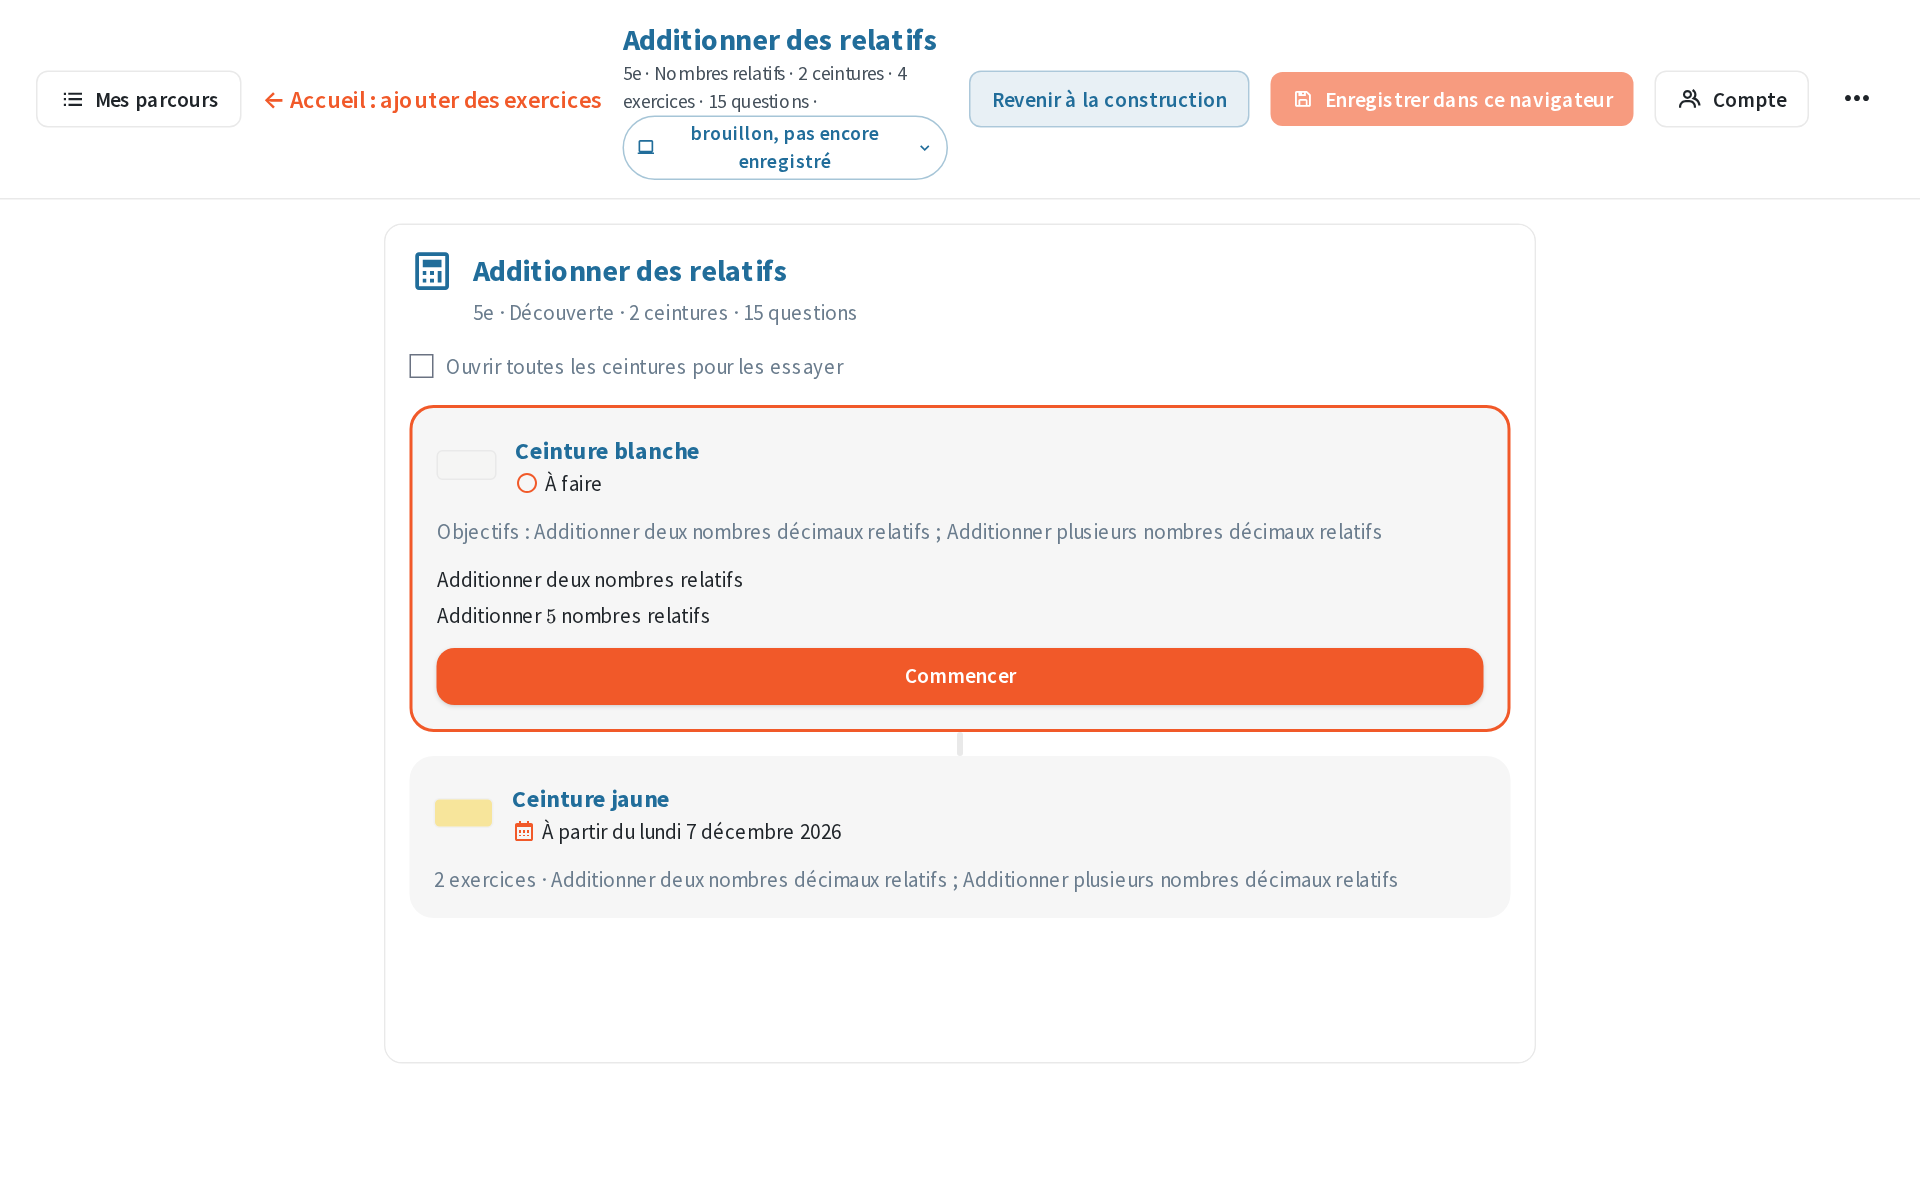 Mes parcours
← Accueil : ajouter des exercices
Additionner des relatifs
5e · Nombres relatifs · 2 ceintures · 4
exercices · 15 questions ·
brouillon, pas encore
enregistré
Revenir à la construction
Enregistrer dans ce navigateur
Compte
Additionner des relatifs
5e · Découverte · 2 ceintures · 15 questions
Ouvrir toutes les ceintures pour les essayer
Ceinture blanche
À faire
Objectifs : Additionner deux nombres décimaux relatifs ; Additionner plusieurs nombres décimaux relatifs
Additionner deux nombres relatifs
Additionner 5 nombres relatifs
Commencer
Ceinture jaune
À partir du lundi 7 décembre 2026
2 exercices · Additionner deux nombres décimaux relatifs ; Additionner plusieurs nombres décimaux relatifs